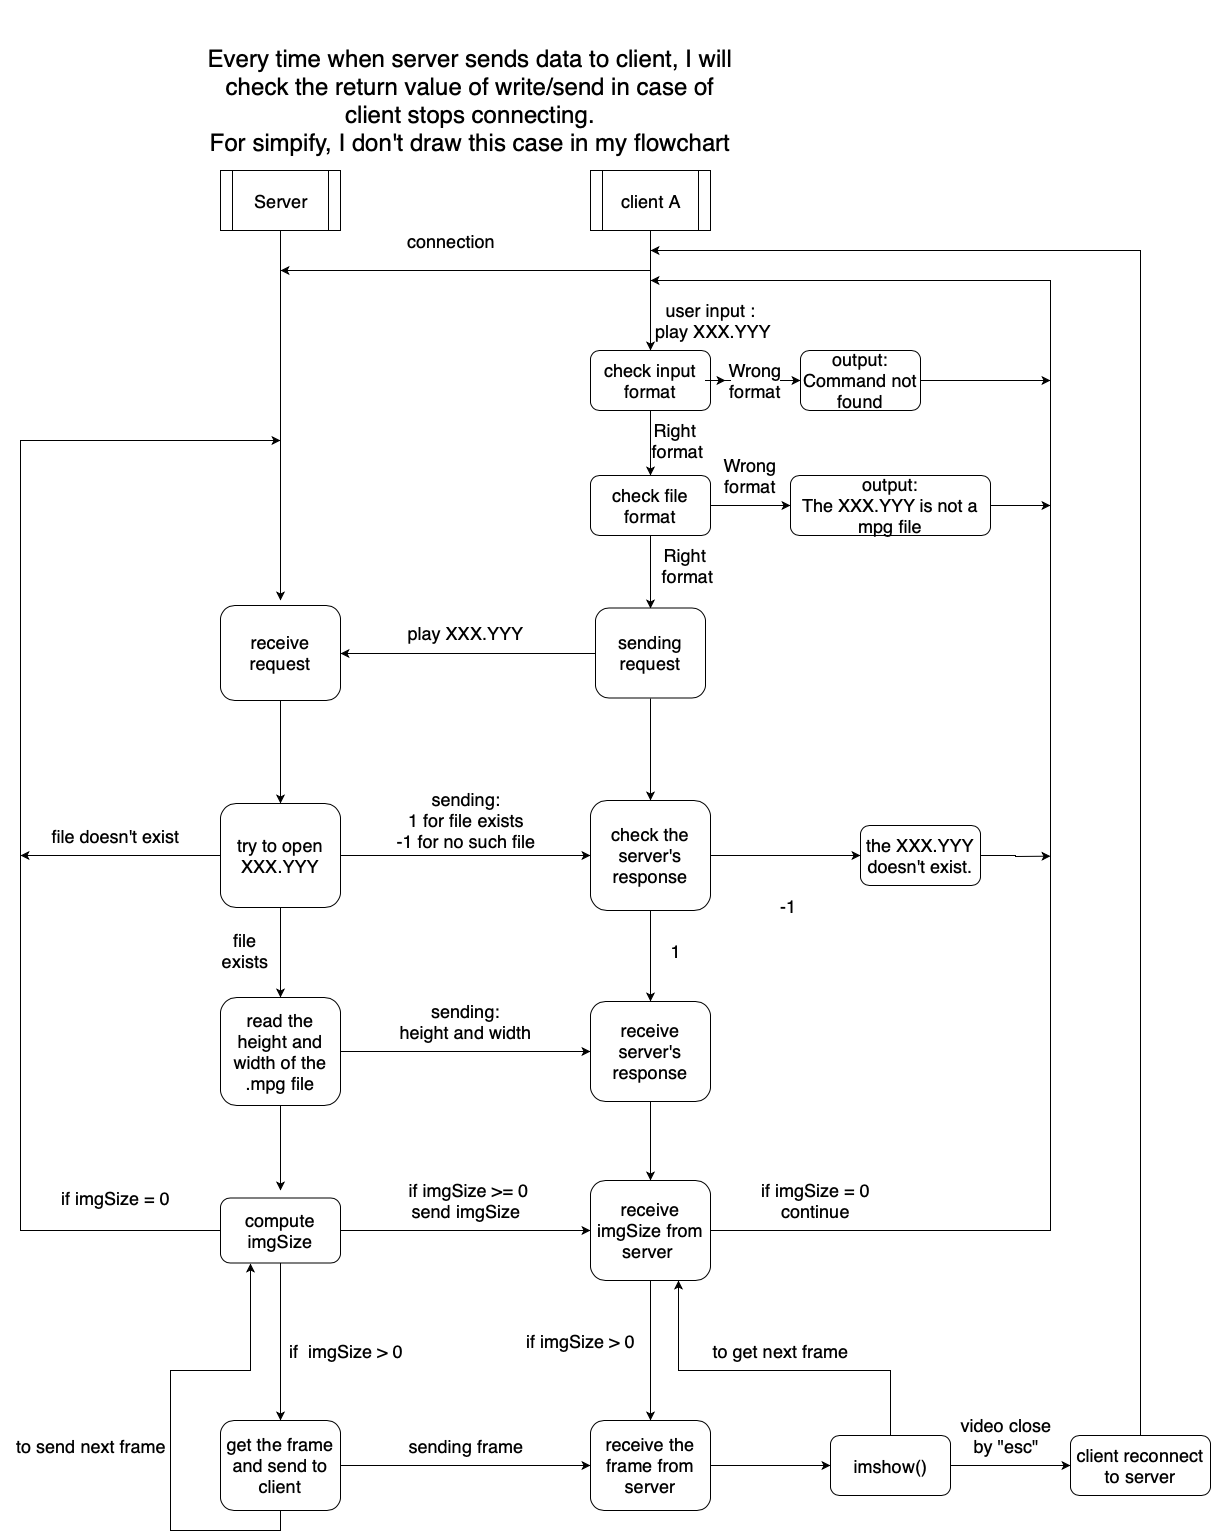 Every time when server sends data to client, I will
check the return value of write/send in case of
client stops connecting.
For simpify, I don't draw this case in my flowchart
Server
client A
connection
user input :
play XXX.YYY
check input
format
Wrong
format
output:
Command not
found
Right
format
check file
format
Wrong
format
output:
The XXX.YYY is not a
mpg file
Right
format
receive
request
play XXX.YYY
sending
request
file doesn't exist
try to open
XXX.YYY
sending:
1 for file exists
-1 for no such file
check the
server's
response
-1
the XXX.YYY
doesn't exist.
file
exists
1
read the
height and
width of the
.mpg file
sending:
height and width
receive
server's
response
if imgSize = 0
compute
imgSize
if imgSize >= 0
send imgSize
receive
imgSize from
server
if imgSize = 0
continue
if  imgSize > 0
if imgSize > 0
to get next frame
to send next frame
get the frame
and send to
client
sending frame
receive the
frame from
server
imshow()
video close
by "esc"
client reconnect
to server